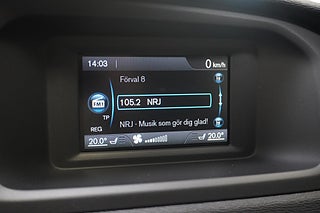 14:03
0 km/h
Förval 8
FM1
105.2 NRJ
TP
NRJ - Musik som gör dig glad!
REG
20.0° 20.0°